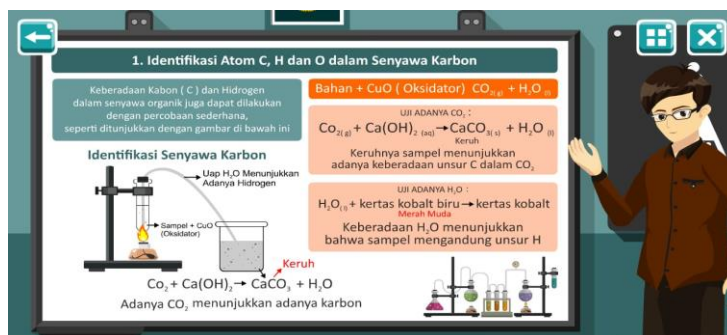 1. Identifikasi Atom C, H dan O dalam Senyawa Karbon
Keberadaan Kabon ( C ) dan Hidrogen
dalam senyawa organik juga dapat dilakukan
dengan percobaan sederhana,
seperti ditunjukkan dengan gambar di bawah ini
Identifikasi Senyawa Karbon
Uap H₂O Menunjukkan
Adanya Hidrogen
Sampel + CuO
(Oksidator)
Keruh
Co₂ + Ca(OH)₂→ CaCO₃ + H₂O
Adanya CO₂ menunjukkan adanya karbon
Bahan + CuO ( Oksidator) CO₂(g) + H₂O (l)
UJI ADANYA CO₂ :
Co₂(g) + Ca(OH)₂ (aq)→CaCO₃(s) + H₂O (l)
Keruh
Keruhnya sampel menunjukkan
adanya keberadaan unsur C dalam CO₂
UJI ADANYA H₂O :
H₂O(l) + kertas kobalt biru→kertas kobalt
Merah Muda
Keberadaan H₂O menunjukkan
bahwa sampel mengandung unsur H